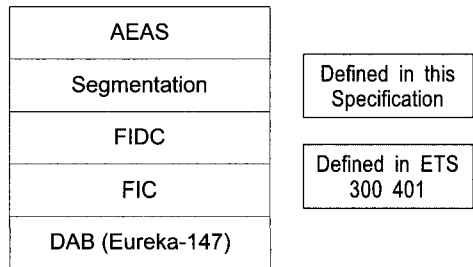 AEAS
Segmentation
Defined in this
Specification
FIDC
FIC
Defined in ETS
300 401
DAB (Eureka-147)